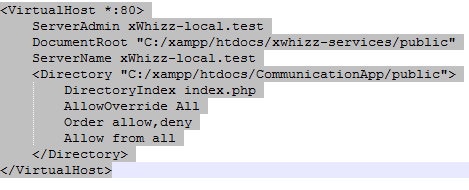 <VirtualHost *:80>
ServerAdmin xWhizz-local.test
DocumentRoot "C:/xampp/htdocs/xwhizz-services/public"
ServerName xWhizz-local.test
<Directory "C:/xampp/htdocs/CommunicationApp/public">
DirectoryIndex index.php
AllowOverride All
Order allow,deny
Allow from all
</Directory>
</VirtualHost>